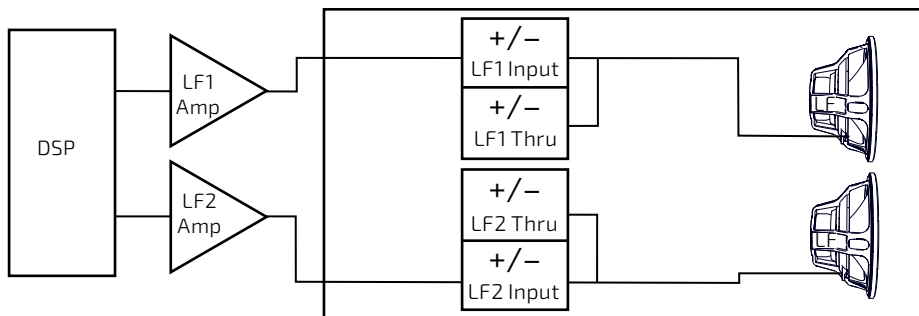 DSP
LF1
Amp
LF2
Amp
+/−
LF1 Input
+/−
LF1 Thru
+/−
LF2 Thru
+/−
LF2 Input
LF
LF